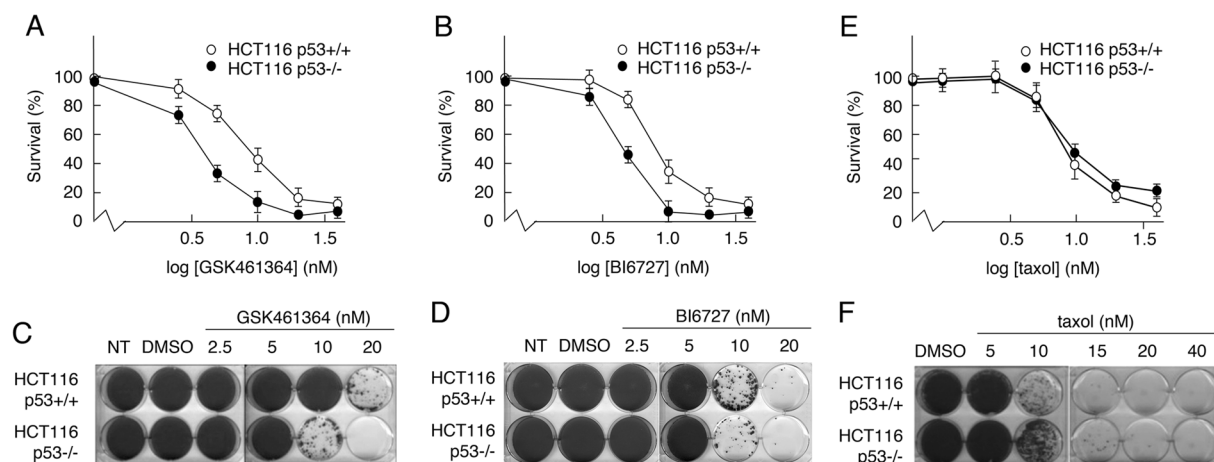 A
HCT116 p53+/+
HCT116 p53-/-
Survival (%)
100
80
60
40
20
0
0.5
1.0
1.5
log [GSK461364] (nM)
B
HCT116 p53+/+
HCT116 p53-/-
Survival (%)
100
80
60
40
20
0
0.5
1.0
1.5
log [BI6727] (nM)
E
HCT116 p53+/+
HCT116 p53-/-
Survival (%)
100
80
60
40
20
0
0.5
1.0
1.5
log [taxol] (nM)
C
GSK461364 (nM)
NT DMSO 2.5 5 10 20
HCT116
p53+/+
HCT116
p53-/-
D
BI6727 (nM)
NT DMSO 2.5 5 10 20
HCT116
p53+/+
HCT116
p53-/-
F
taxol (nM)
DMSO 5 10 15 20 40
HCT116
p53+/+
HCT116
p53-/-